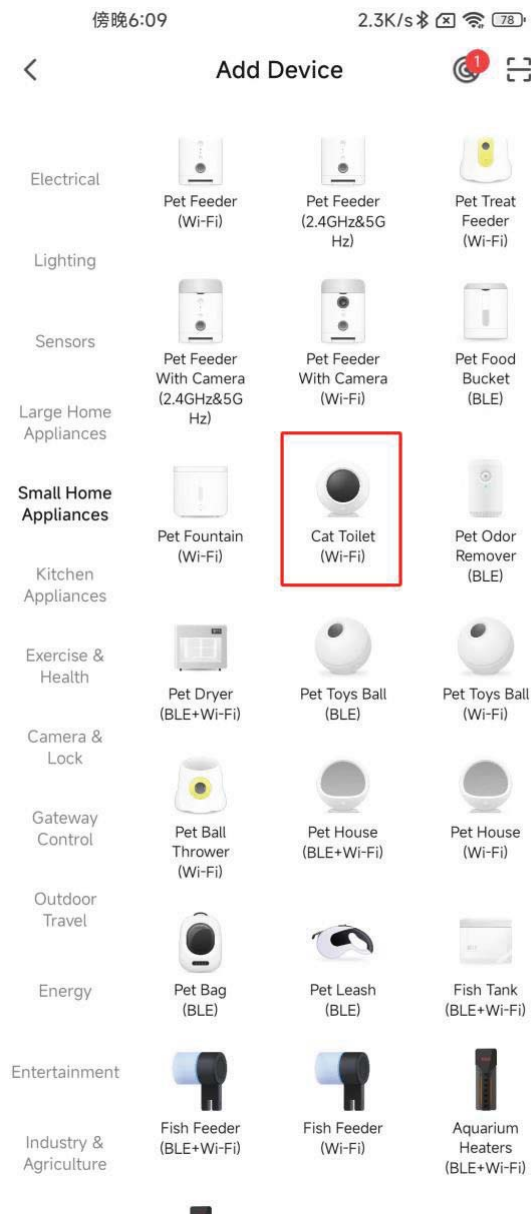 傍晚6:09
2.3K/s
78
Add Device
1
Electrical
Lighting
Sensors
Large Home
Appliances
Small Home
Appliances
Kitchen
Appliances
Exercise &
Health
Camera &
Lock
Gateway
Control
Outdoor
Travel
Energy
Entertainment
Industry &
Agriculture
Pet Feeder
(Wi-Fi)
Pet Feeder
(2.4GHz&5G
Hz)
Pet Treat
Feeder
(Wi-Fi)
Pet Feeder
With Camera
(2.4GHz&5G
Hz)
Pet Feeder
With Camera
(Wi-Fi)
Pet Food
Bucket
(BLE)
Pet Fountain
(Wi-Fi)
Cat Toilet
(Wi-Fi)
Pet Odor
Remover
(BLE)
Pet Dryer
(BLE+Wi-Fi)
Pet Toys Ball
(BLE)
Pet Toys Ball
(Wi-Fi)
Pet Ball
Thrower
(Wi-Fi)
Pet House
(BLE+Wi-Fi)
Pet House
(Wi-Fi)
Pet Bag
(BLE)
Pet Leash
(BLE)
Fish Tank
(BLE+Wi-Fi)
Fish Feeder
(BLE+Wi-Fi)
Fish Feeder
(Wi-Fi)
Aquarium
Heaters
(BLE+Wi-Fi)